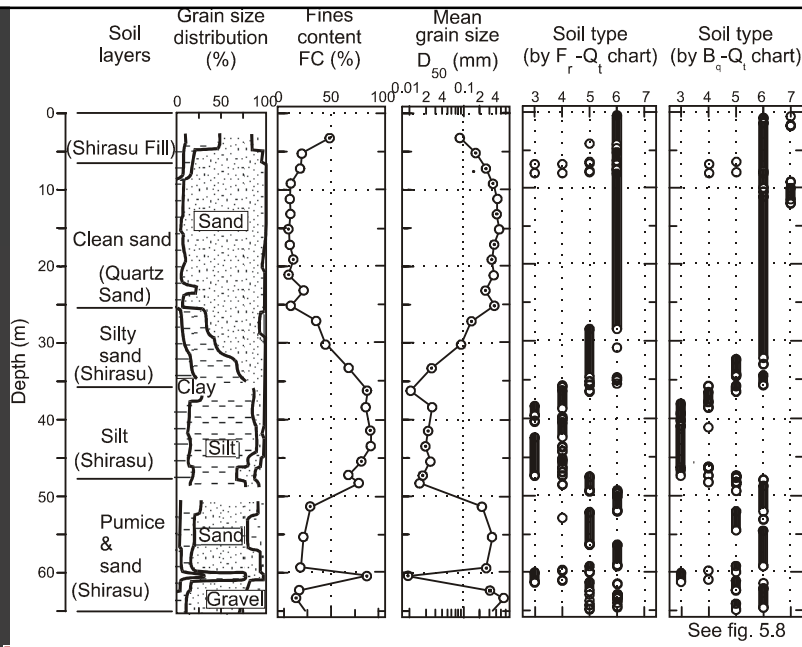 Soil
layers
Grain size
distribution
(%)
Fines
content
FC (%)
Mean
grain size
D50 (mm)
Soil type
(by Fr-Qt chart)
Soil type
(by Bq-Qt chart)
0 50 100
0 50 100
0.01 2 4 0.1 2 4
3 4 5 6 7
3 4 5 6 7
Depth (m)
0
10
20
30
40
50
60
(Shirasu Fill)
Clean sand
(Quartz
Sand)
Silty
sand
(Shirasu)
Clay
Silt
(Shirasu)
Pumice
&
sand
(Shirasu)
Sand
Silt
Sand
Gravel
See fig. 5.8